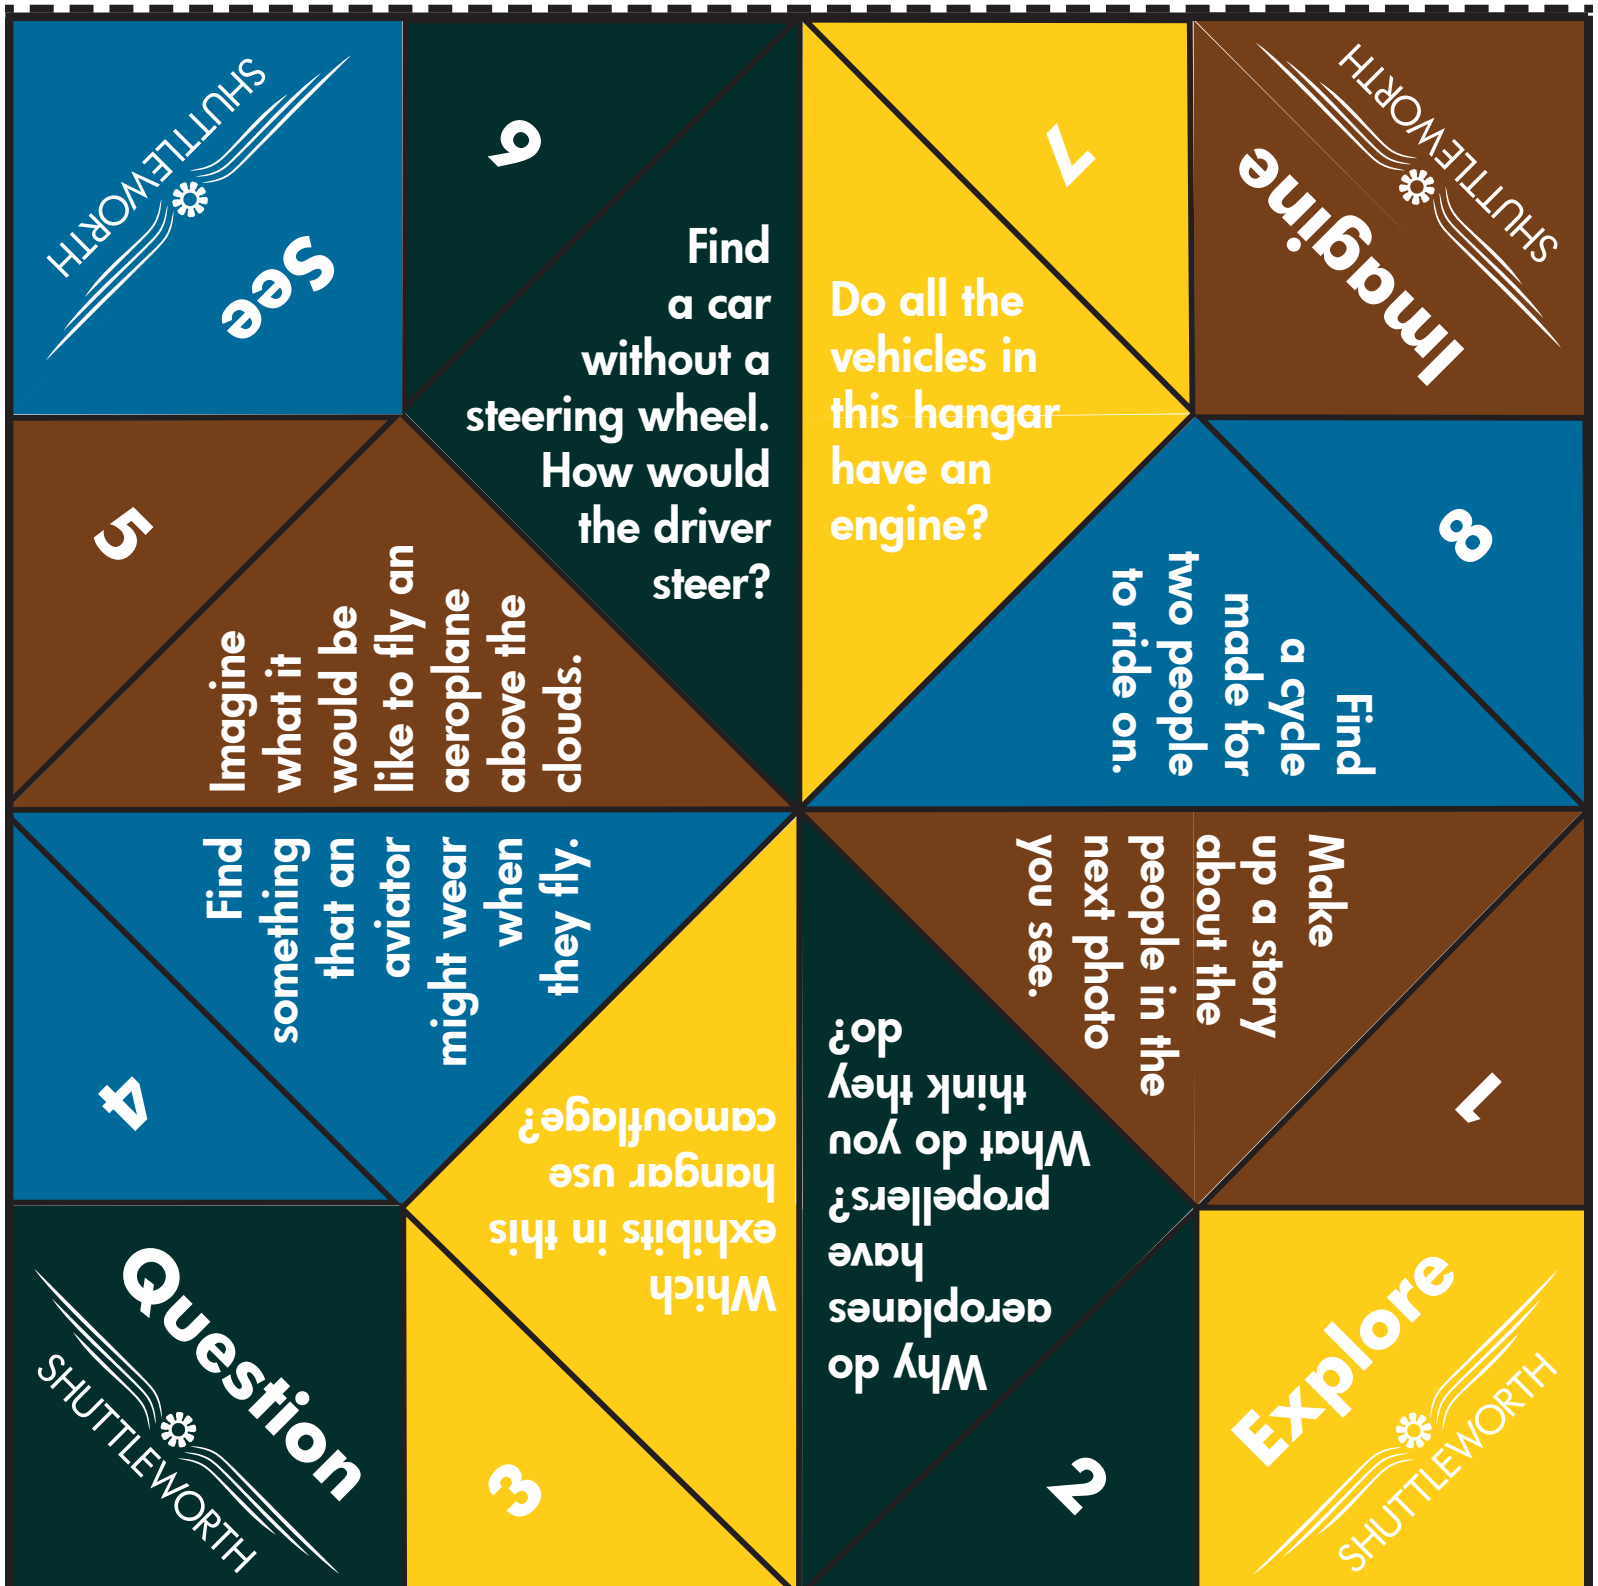 SHUTTLEWORTH
See
6
Find
a car
without a
steering wheel.
How would
the driver
steer?
7
Do all the
vehicles in
this hangar
have an
engine?
SHUTTLEWORTH
Imagine
8
Find
a cycle
made for
two people
to ride on.
5
Imagine
what it
would be
like to fly an
aeroplane
above the
clouds.
4
Find
something
that an
aviator
might wear
when
they fly.
1
Make
up a story
about the
people in the
next photo
you see.
Question
SHUTTLEWORTH
3
Which
exhibits in this
hangar use
camouflage?
2
Why do
aeroplanes
have
propellers?
What do you
think they
do?
Explore
SHUTTLEWORTH